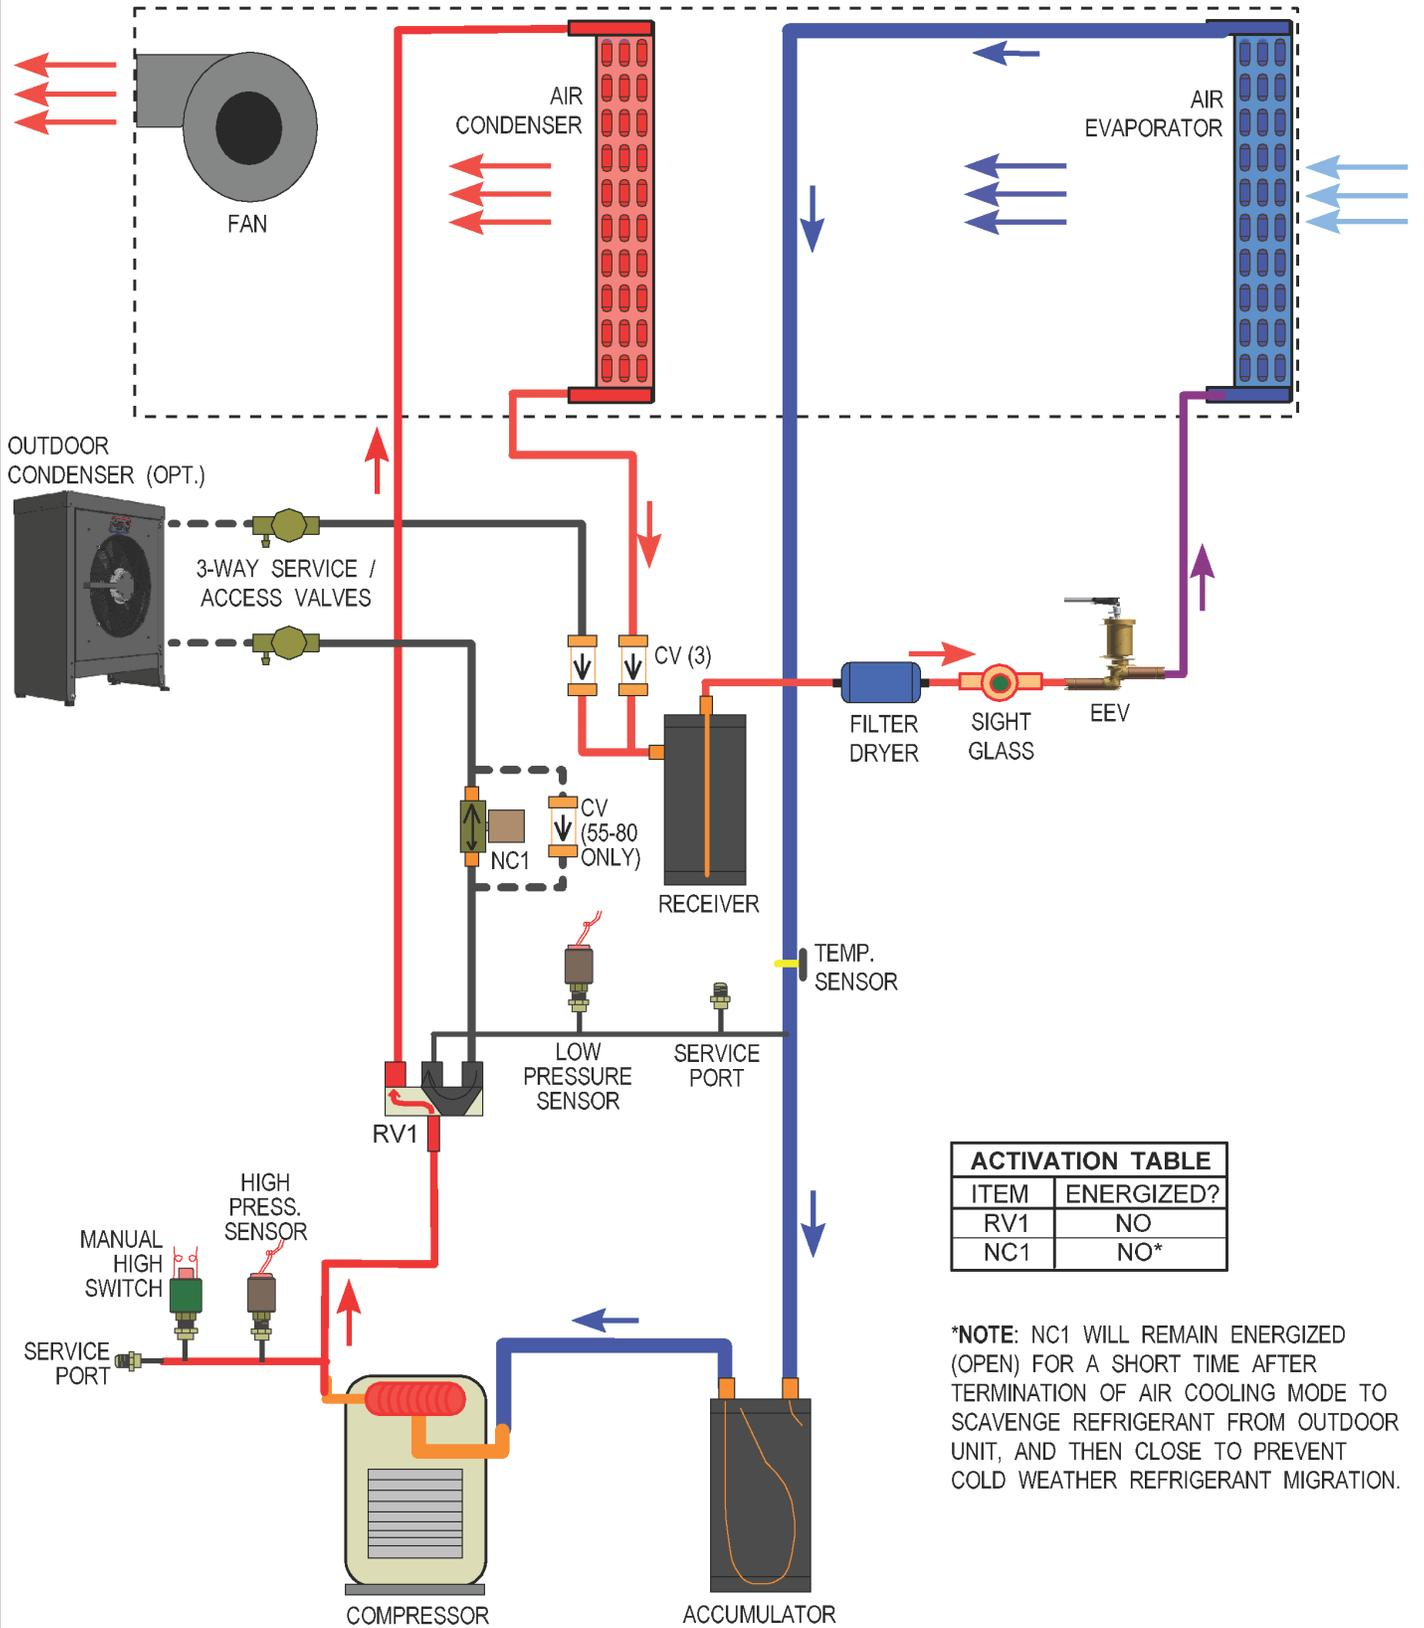 AIR
CONDENSER
AIR
EVAPORATOR
FAN
OUTDOOR
CONDENSER (OPT.)
3-WAY SERVICE /
ACCESS VALVES
CV (3)
FILTER
DRYER
SIGHT
GLASS
EEV
CV
(55-80
ONLY)
NC1
RECEIVER
TEMP.
SENSOR
LOW
PRESSURE
SENSOR
SERVICE
PORT
RV1
HIGH
PRESS.
SENSOR
MANUAL
HIGH
SWITCH
SERVICE
PORT
COMPRESSOR
ACCUMULATOR
ACTIVATION TABLE
ITEM ENERGIZED?
RV1 NO
NC1 NO*
*NOTE: NC1 WILL REMAIN ENERGIZED
(OPEN) FOR A SHORT TIME AFTER
TERMINATION OF AIR COOLING MODE TO
SCAVENGE REFRIGERANT FROM OUTDOOR
UNIT, AND THEN CLOSE TO PREVENT
COLD WEATHER REFRIGERANT MIGRATION.